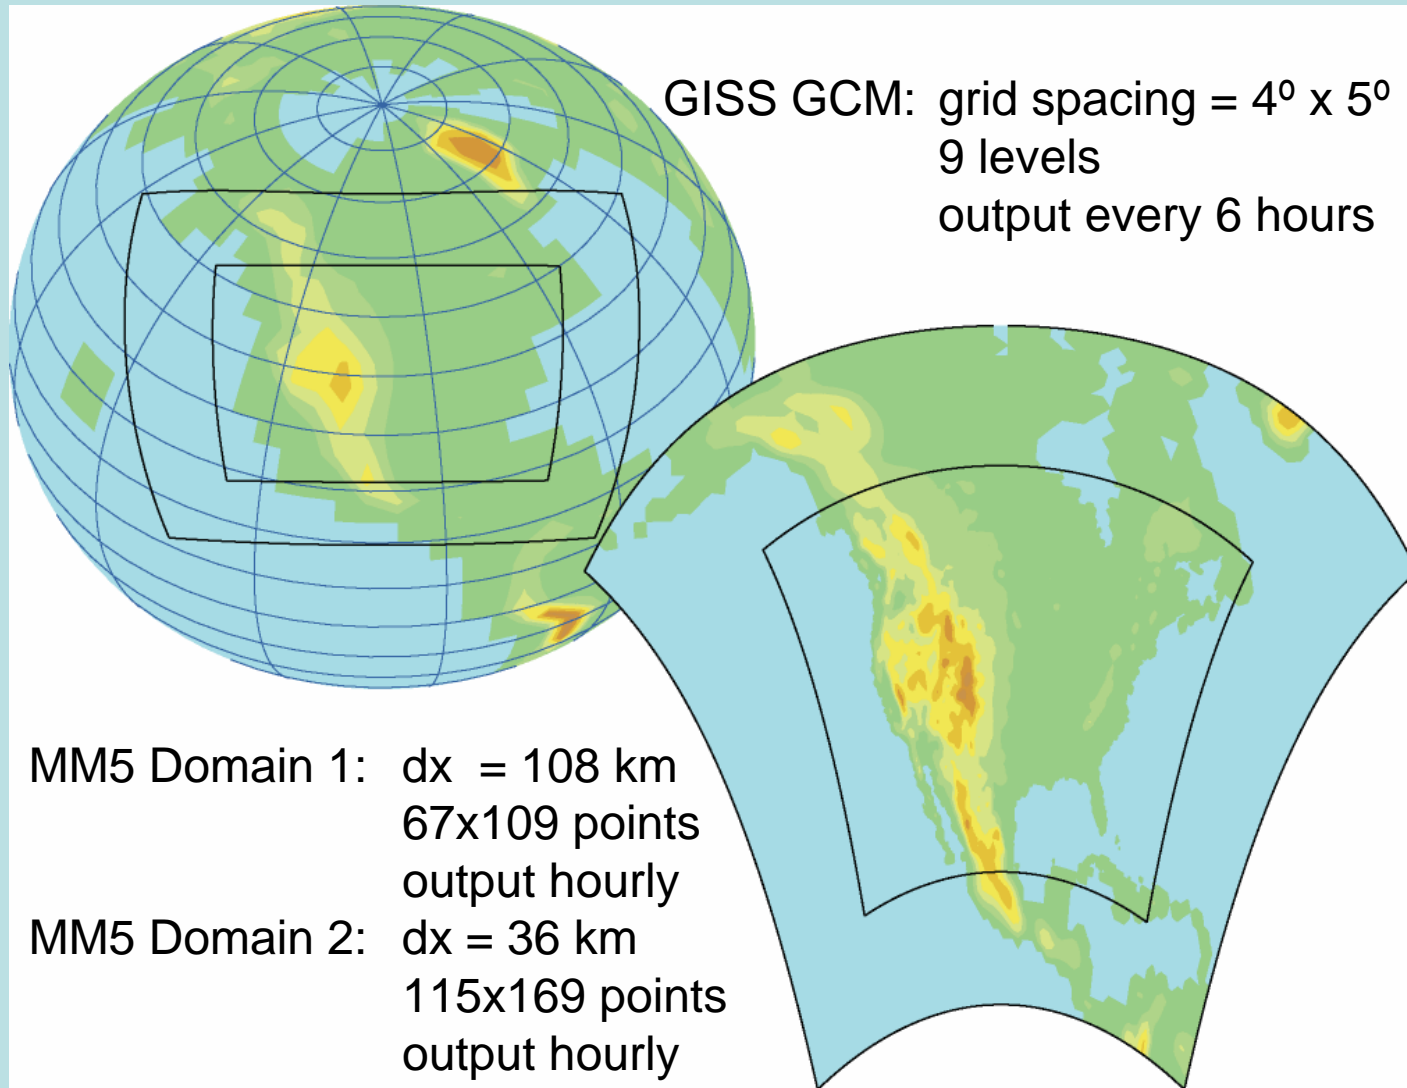 GISS GCM: grid spacing = 4º x 5º
9 levels
output every 6 hours
MM5 Domain 1: dx = 108 km
67x109 points
output hourly
MM5 Domain 2: dx = 36 km
115x169 points
output hourly